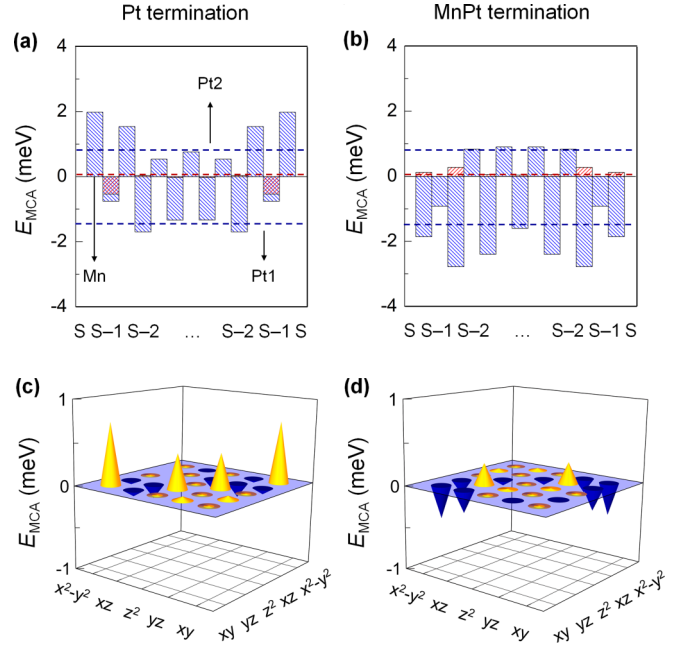 Pt termination
MnPt termination
(a)
(b)
4
2
0
−2
−4
E_MCA (meV)
Pt2
Mn
Pt1
S S−1 S−2 ... S−2 S−1 S
4
2
0
−2
−4
E_MCA (meV)
S S−1 S−2 ... S−2 S−1 S
(c)
(d)
1
0
-1
E_MCA (meV)
x²−y² xz z² yz xy
xy yz z² xz x²−y²
1
0
-1
E_MCA (meV)
x²−y² xz z² yz xy
xy yz z² xz x²−y²